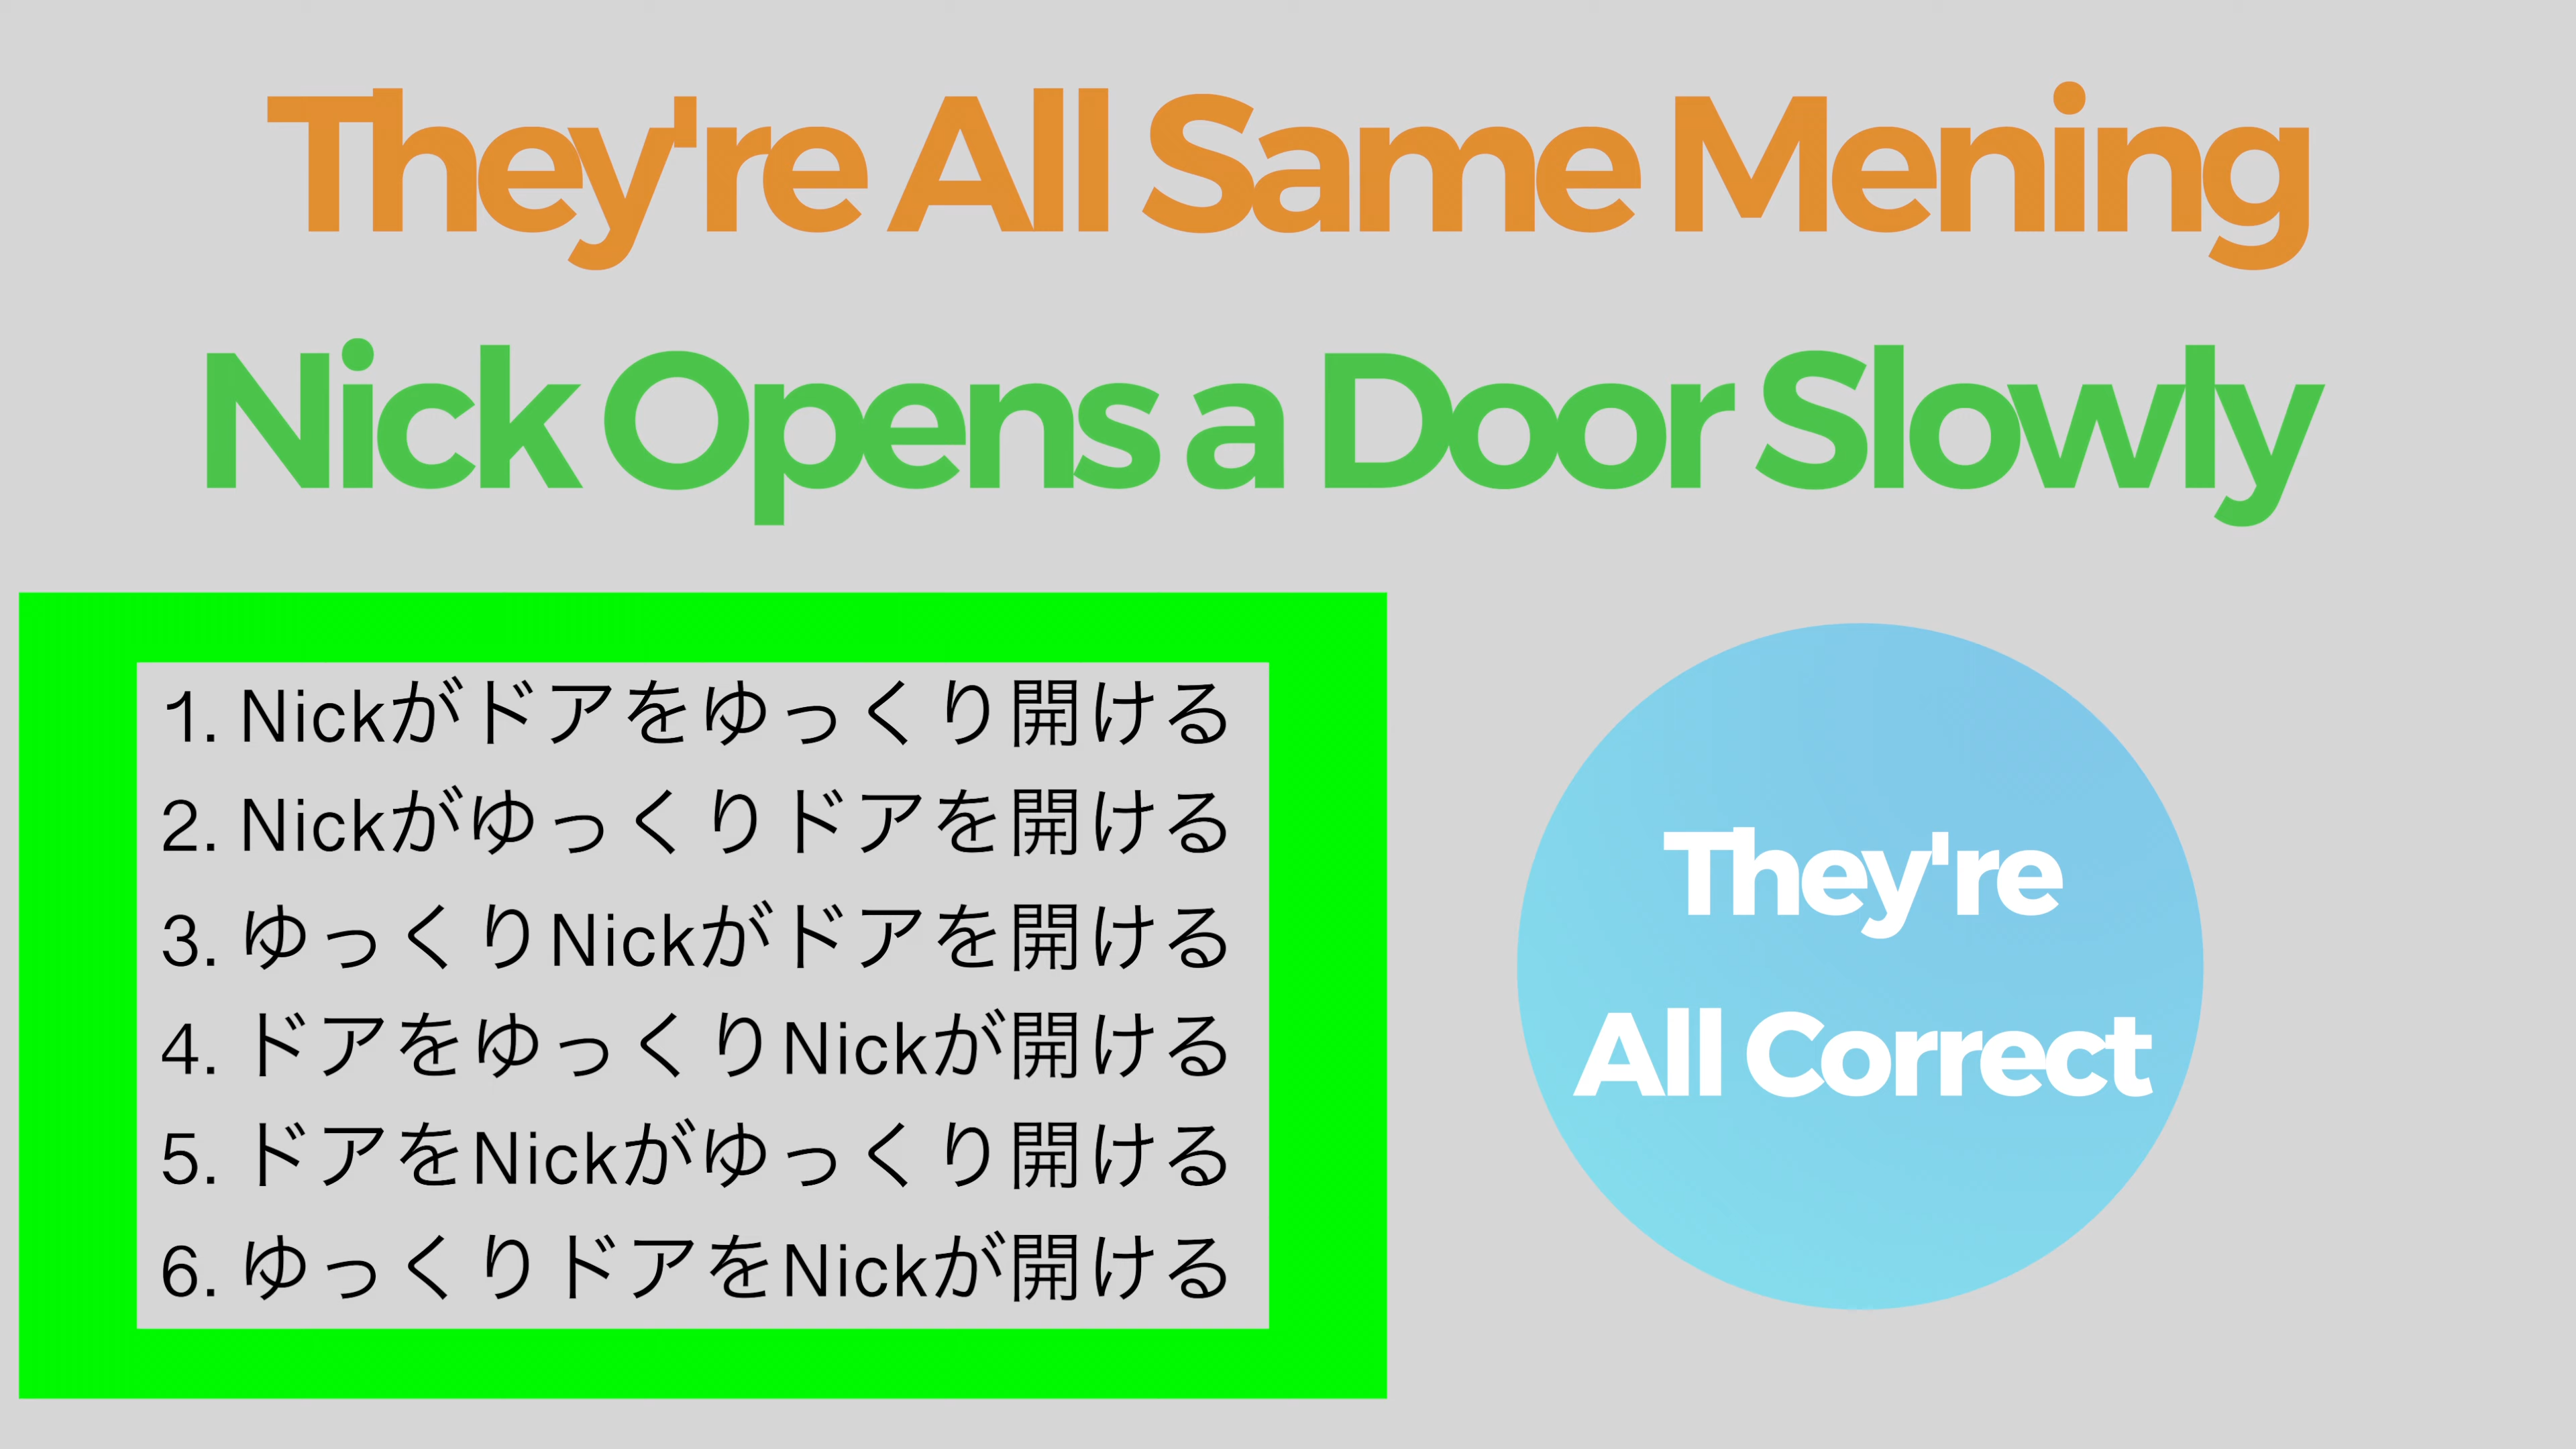 They're All Same Mening
Nick Opens a Door Slowly
1. Nickがドアをゆっくり開ける
2. Nickがゆっくりドアを開ける
3. ゆっくりNickがドアを開ける
4. ドアをゆっくりNickが開ける
5. ドアをNickがゆっくり開ける
6. ゆっくりドアをNickが開ける
They're
All Correct